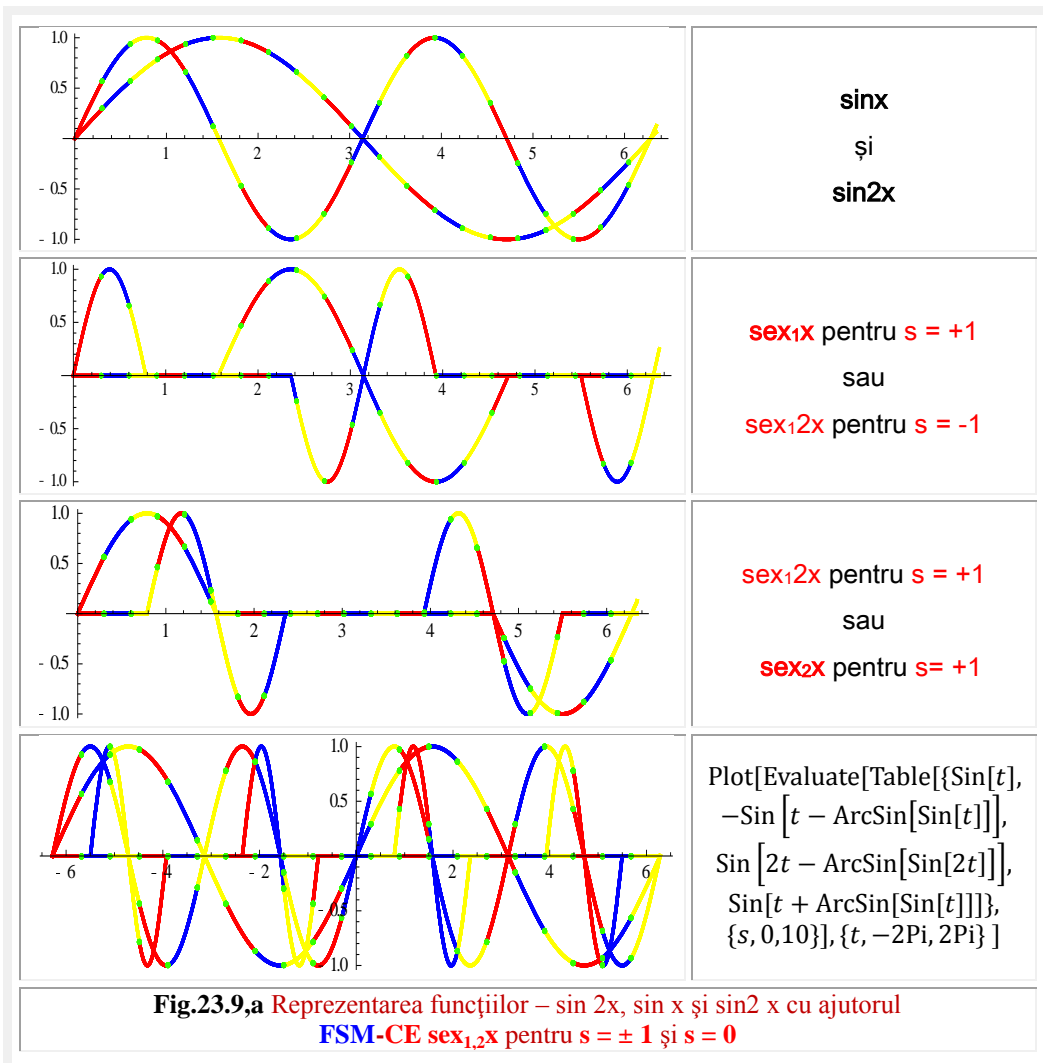 1.0
0.5
1 2 3 4 5 6
- 0.5
- 1.0
sinx
și
sin2x
1.0
0.5
1 2 3 4 5 6
- 0.5
- 1.0
sex₁x pentru s = +1
sau
sex₁2x pentru s = -1
1.0
0.5
1 2 3 4 5 6
- 0.5
- 1.0
sex₁2x pentru s = +1
sau
sex₂x pentru s= +1
1.0
0.5
- 6 - 4 - 2 2 4 6
- 0.5
- 1.0
Plot[Evaluate[Table[{Sin[t],
−Sin [t − ArcSin[Sin[t]]],
Sin [2t − ArcSin[Sin[2t]]],
Sin[t + ArcSin[Sin[t]]]},
{s, 0,10}], {t, −2Pi, 2Pi} ]
Fig.23.9,a Reprezentarea funcţiilor – sin 2x, sin x şi sin2 x cu ajutorul
FSM-CE sex₁,₂x pentru s = ± 1 şi s = 0